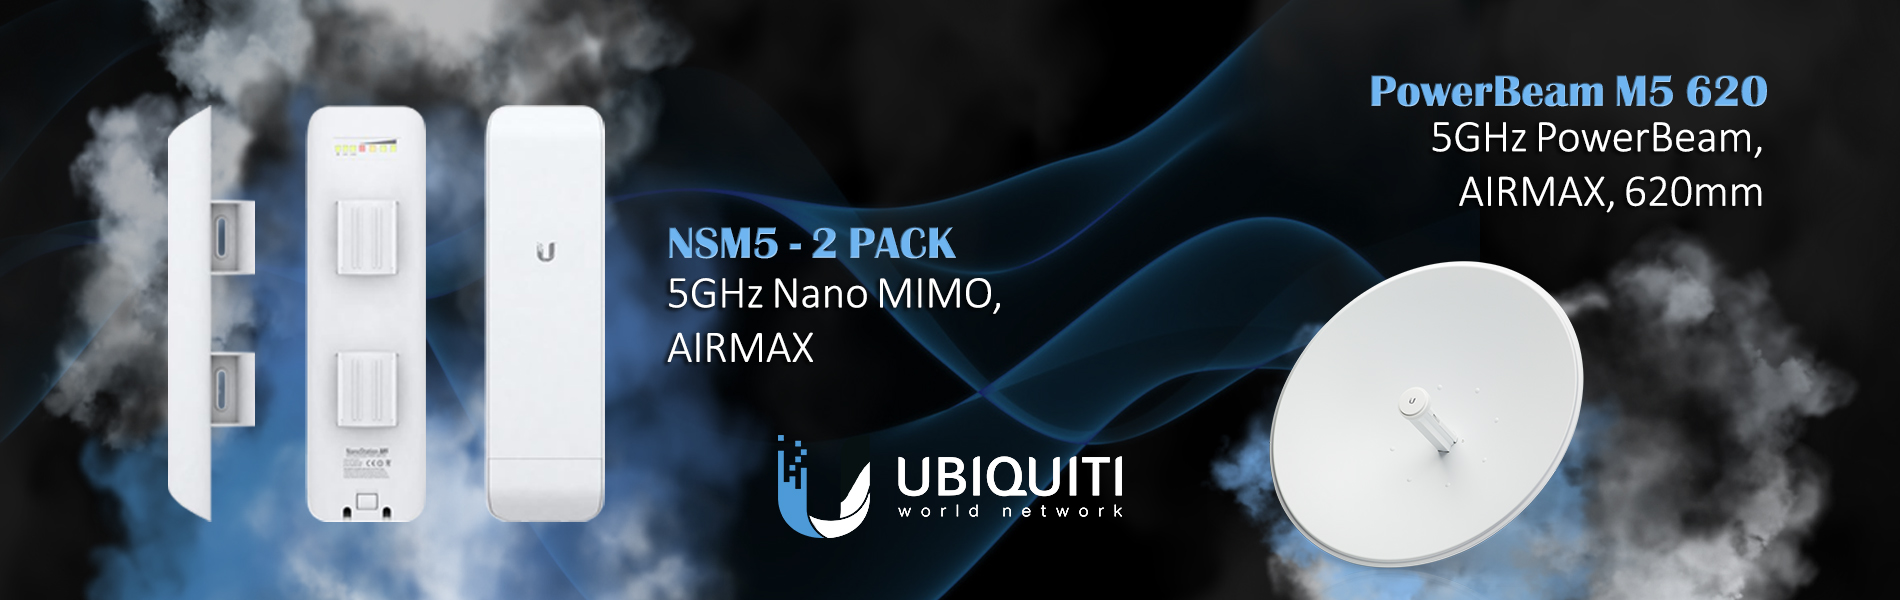 NSM5 - 2 PACK
5GHz Nano MIMO,
AIRMAX
UBIQUITI
world network
PowerBeam M5 620
5GHz PowerBeam,
AIRMAX, 620mm